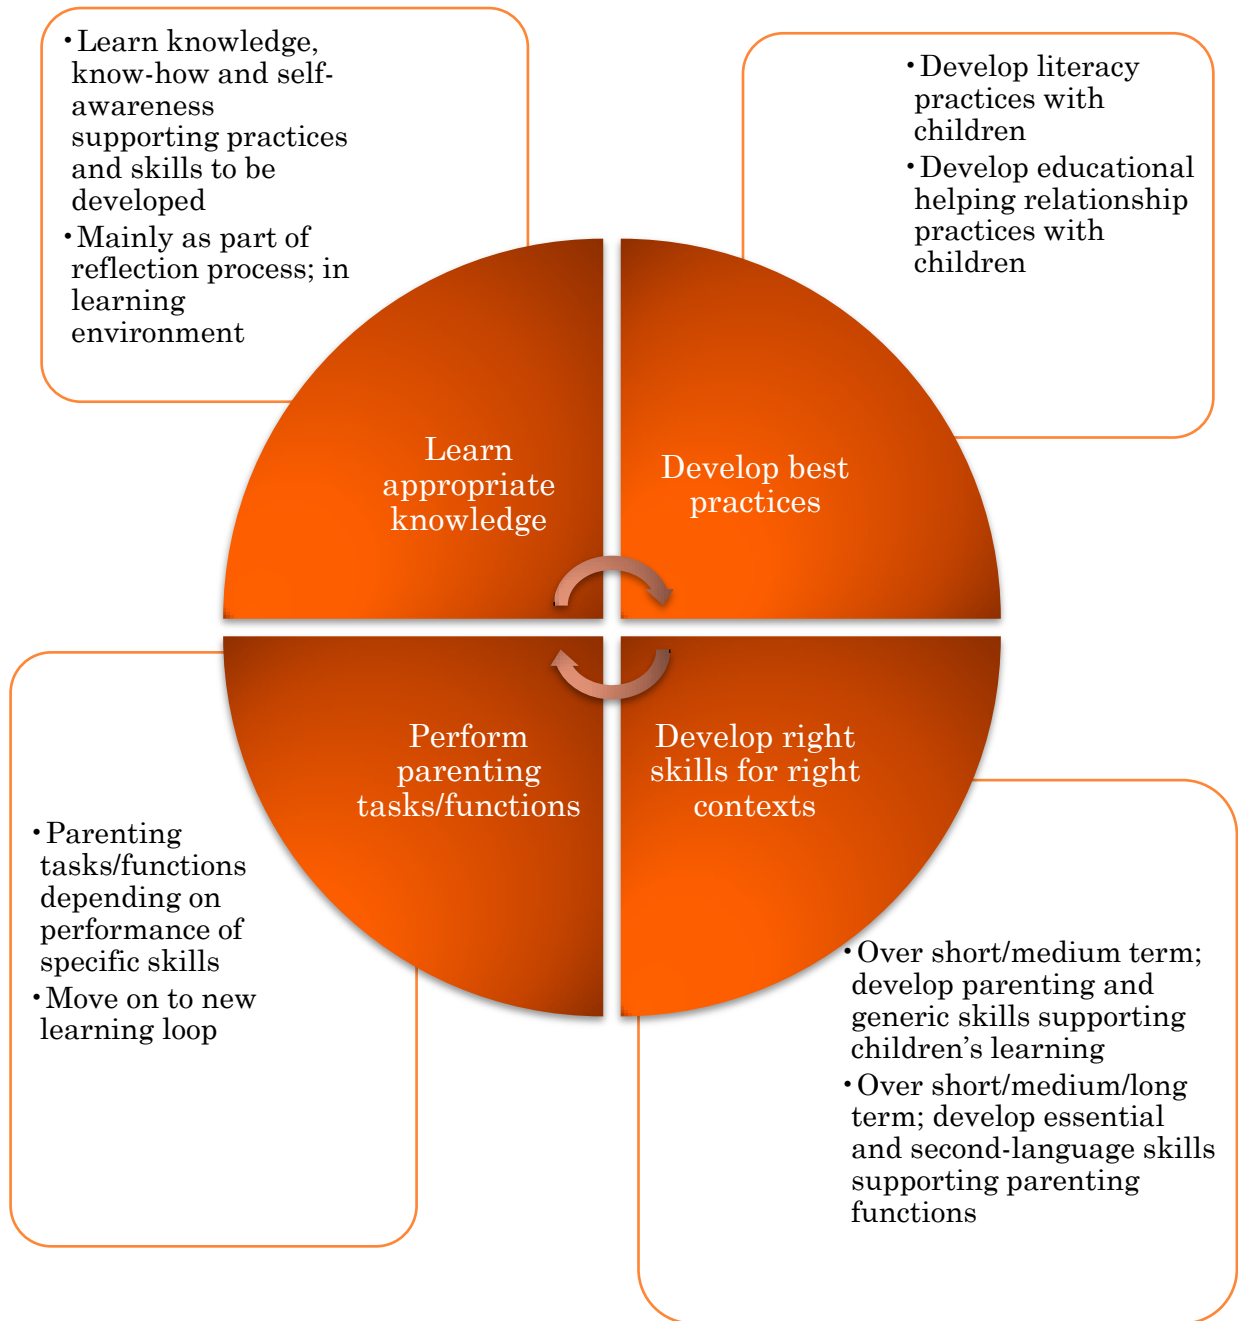 • Learn knowledge,
know-how and self-
awareness
supporting practices
and skills to be
developed
• Mainly as part of
reflection process; in
learning
environment
• Develop literacy
practices with
children
• Develop educational
helping relationship
practices with
children
Learn
appropriate
knowledge
Develop best
practices
Perform
parenting
tasks/functions
Develop right
skills for right
contexts
• Parenting
tasks/functions
depending on
performance of
specific skills
• Move on to new
learning loop
• Over short/medium term;
develop parenting and
generic skills supporting
children’s learning
• Over short/medium/long
term; develop essential
and second-language skills
supporting parenting
functions